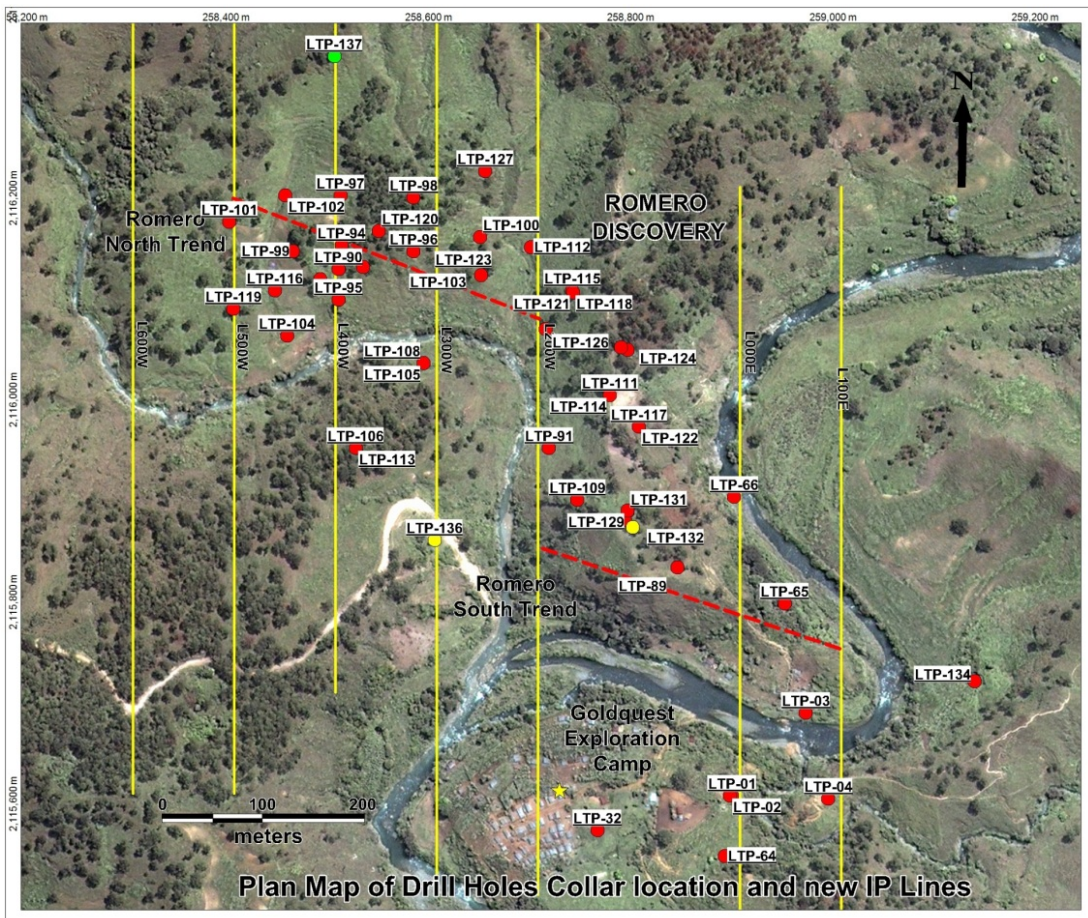 258,200 m
258,400 m
258,600 m
258,800 m
259,000 m
259,200 m
LTP-137
N
LTP-127
2,116,200 m
LTP-97
LTP-98
LTP-102
LTP-101
Romero
North Trend
ROMERO
DISCOVERY
LTP-120
LTP-100
LTP-94
LTP-96
LTP-112
LTP-99
LTP-90
LTP-123
LTP-103
LTP-116
LTP-95
LTP-115
LTP-119
LTP-121
LTP-118
LTP-104
L600W
L500W
L400W
L300W
L200W
L000E
L100E
LTP-126
LTP-108
LTP-105
LTP-124
LTP-111
LTP-114
LTP-117
LTP-122
2,116,000 m
LTP-106
LTP-113
LTP-91
LTP-109
LTP-131
LTP-66
LTP-129
LTP-136
LTP-132
Romero
South Trend
LTP-89
LTP-65
2,115,800 m
LTP-134
LTP-03
Goldquest
Exploration
Camp
LTP-01
LTP-02
LTP-04
2,115,600 m
0 100 200
meters
LTP-32
LTP-64
Plan Map of Drill Holes Collar location and new IP Lines